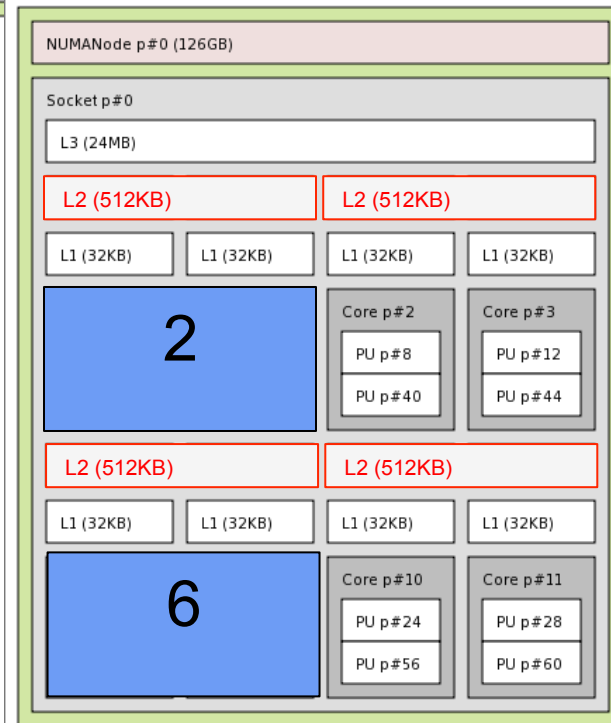 NUMANode p#0 (126GB)
Socket p#0
L3 (24MB)
L2 (512KB) L2 (512KB)
L1 (32KB) L1 (32KB) L1 (32KB) L1 (32KB)
2
Core p#2 Core p#3
PU p#8 PU p#12
PU p#40 PU p#44
L2 (512KB) L2 (512KB)
L1 (32KB) L1 (32KB) L1 (32KB) L1 (32KB)
6
Core p#10 Core p#11
PU p#24 PU p#28
PU p#56 PU p#60